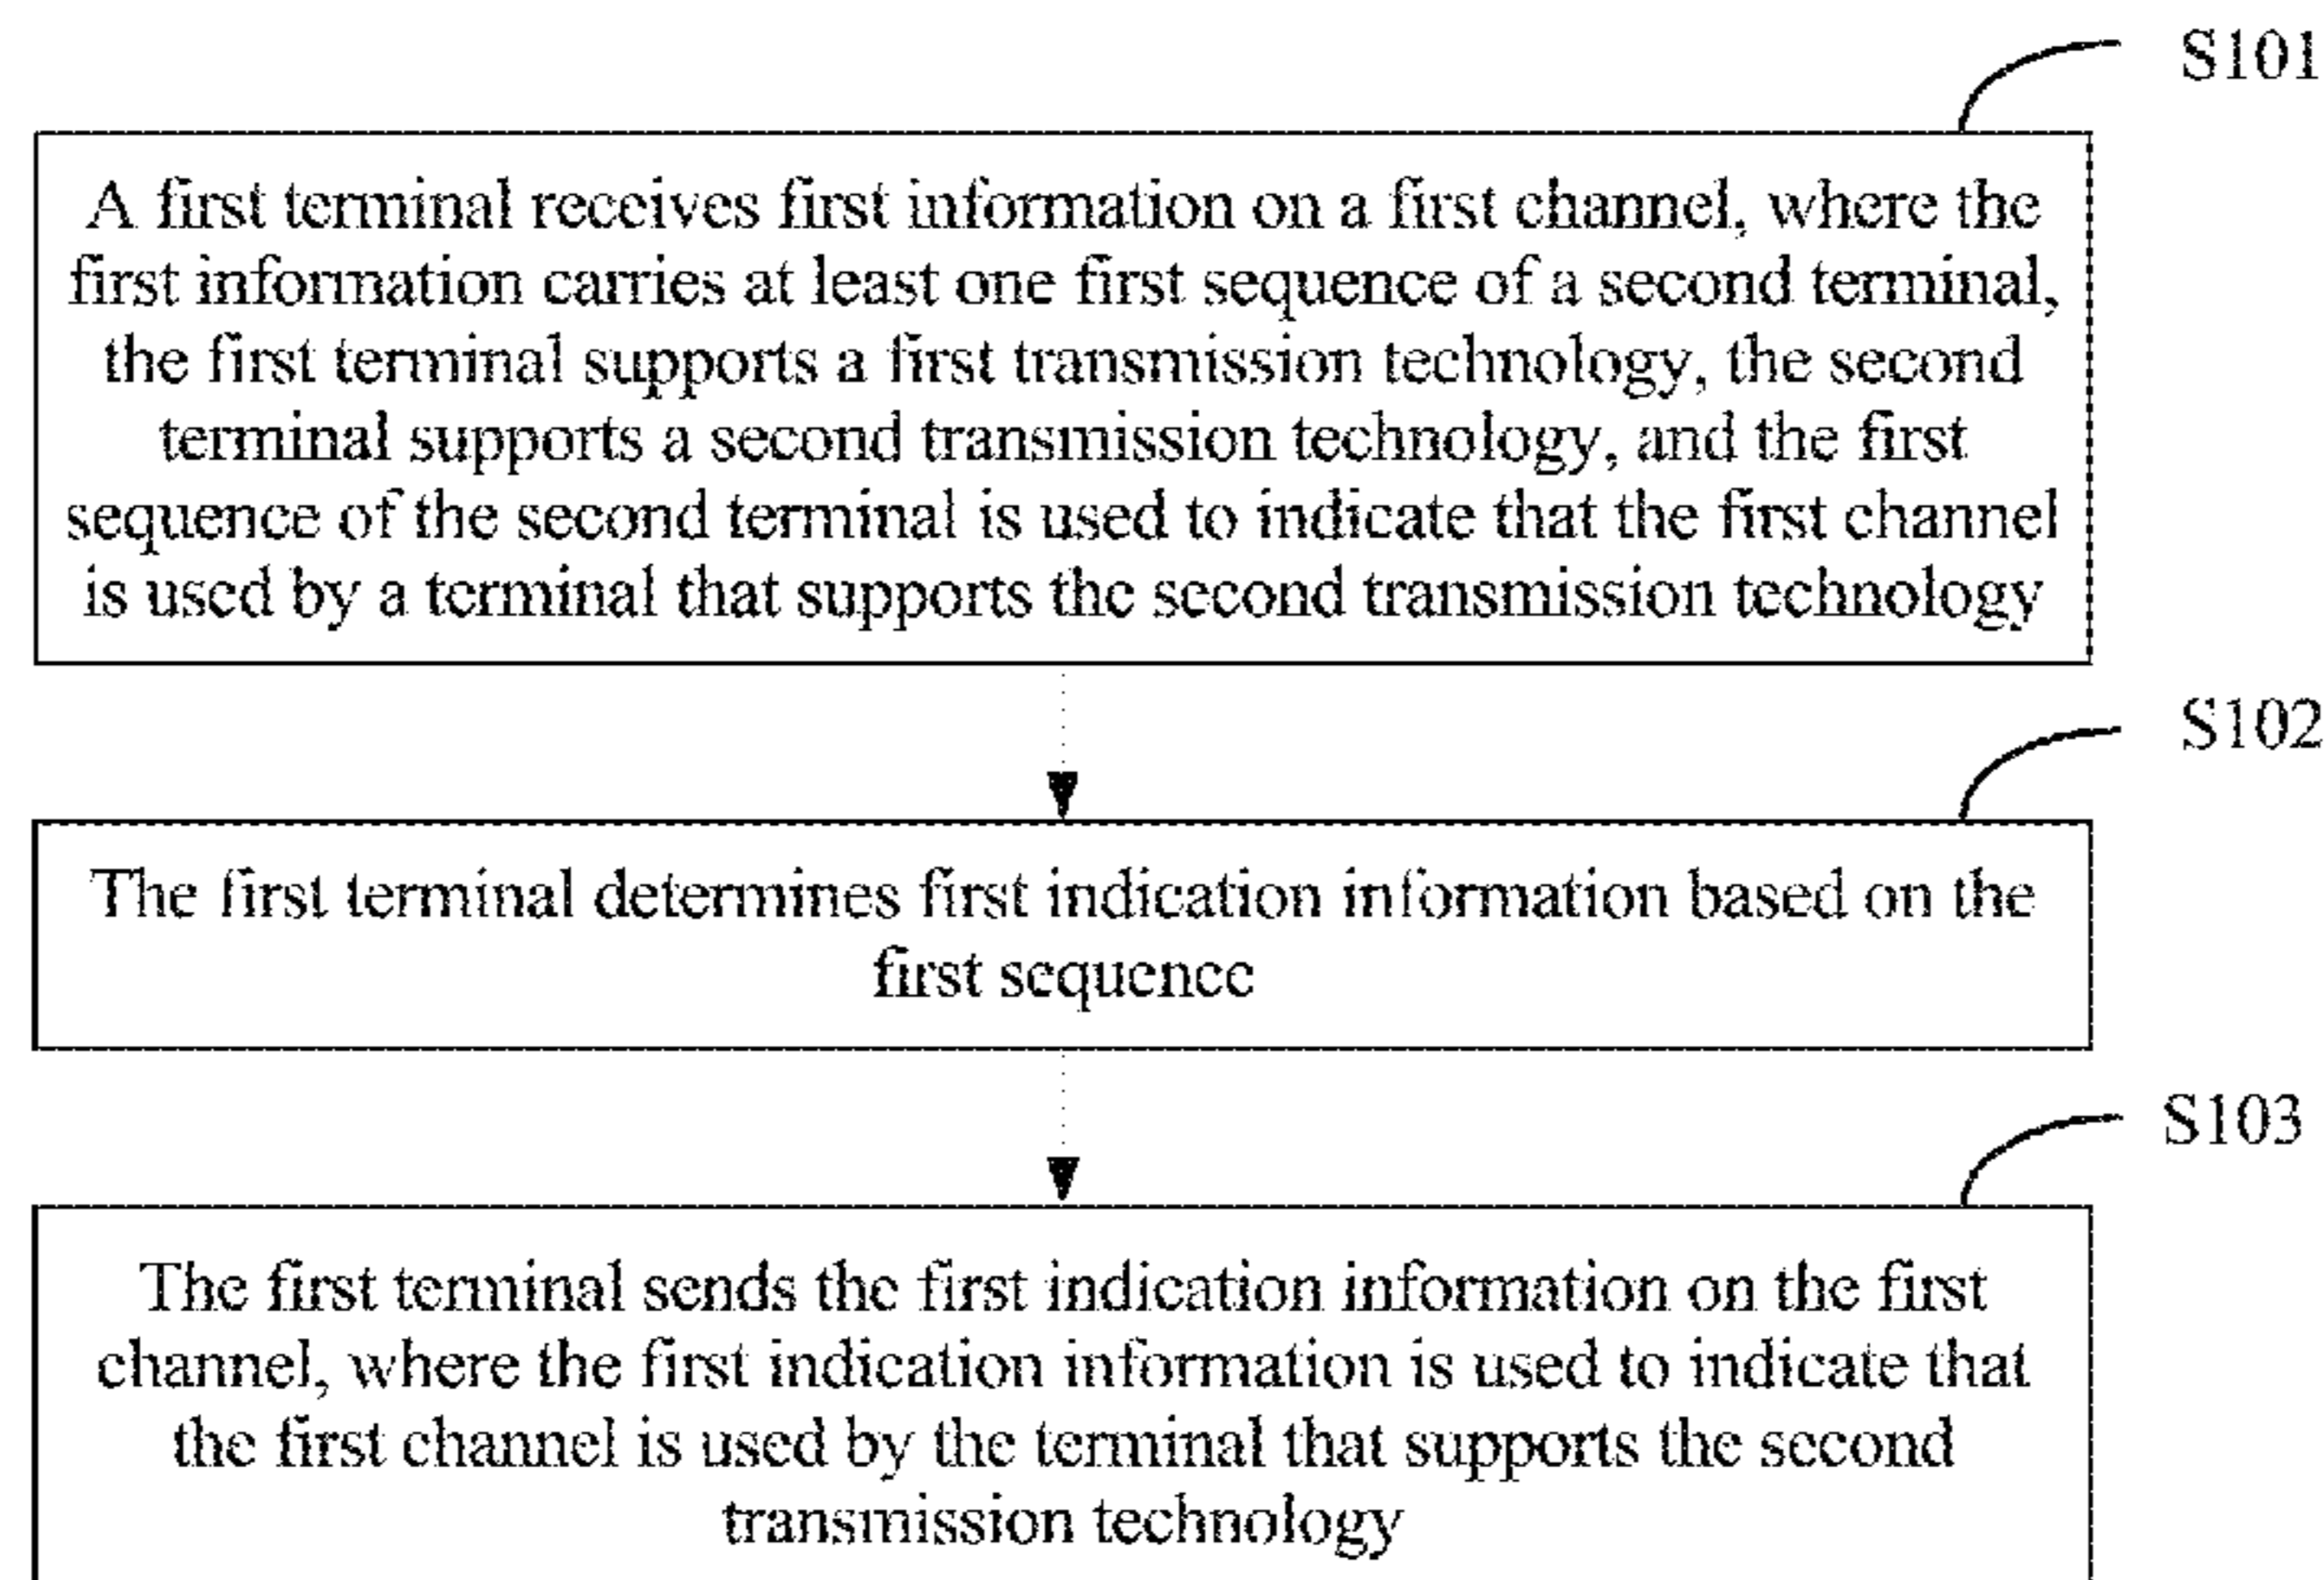 S101
A first terminal receives first information on a first channel, where the
first information carries at least one first sequence of a second terminal,
the first terminal supports a first transmission technology, the second
terminal supports a second transmission technology, and the first
sequence of the second terminal is used to indicate that the first channel
is used by a terminal that supports the second transmission technology
S102
The first terminal determines first indication information based on the
first sequence
S103
The first terminal sends the first indication information on the first
channel, where the first indication information is used to indicate that
the first channel is used by the terminal that supports the second
transmission technology